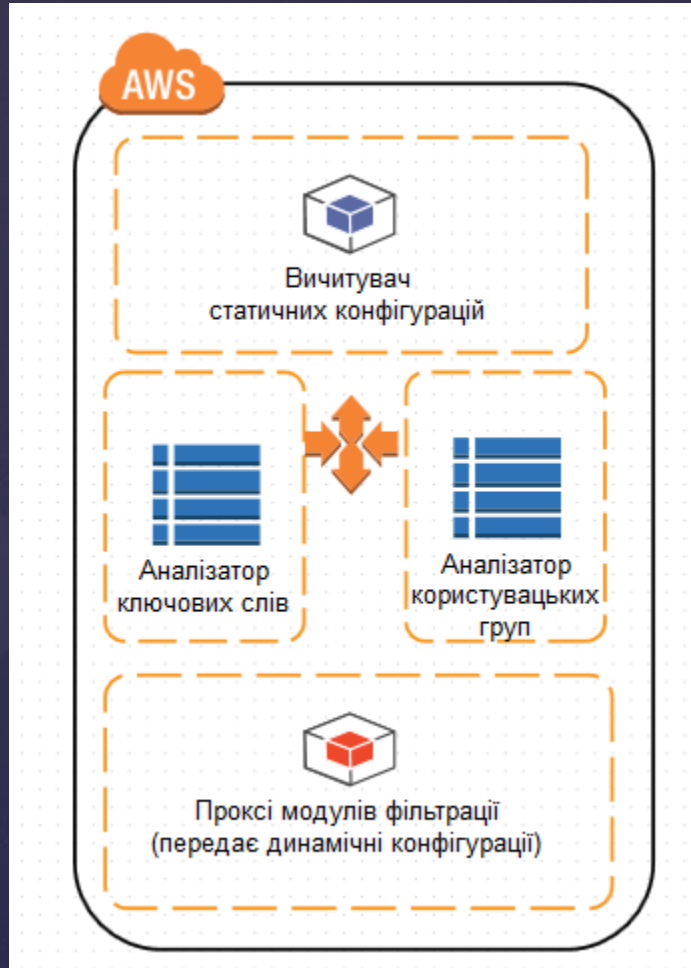 AWS
Вичитувач
статичних конфігурацій
Аналізатор
ключових слів
Аналізатор
користувацьких
груп
Проксі модулів фільтрації
(передає динамічні конфігурації)